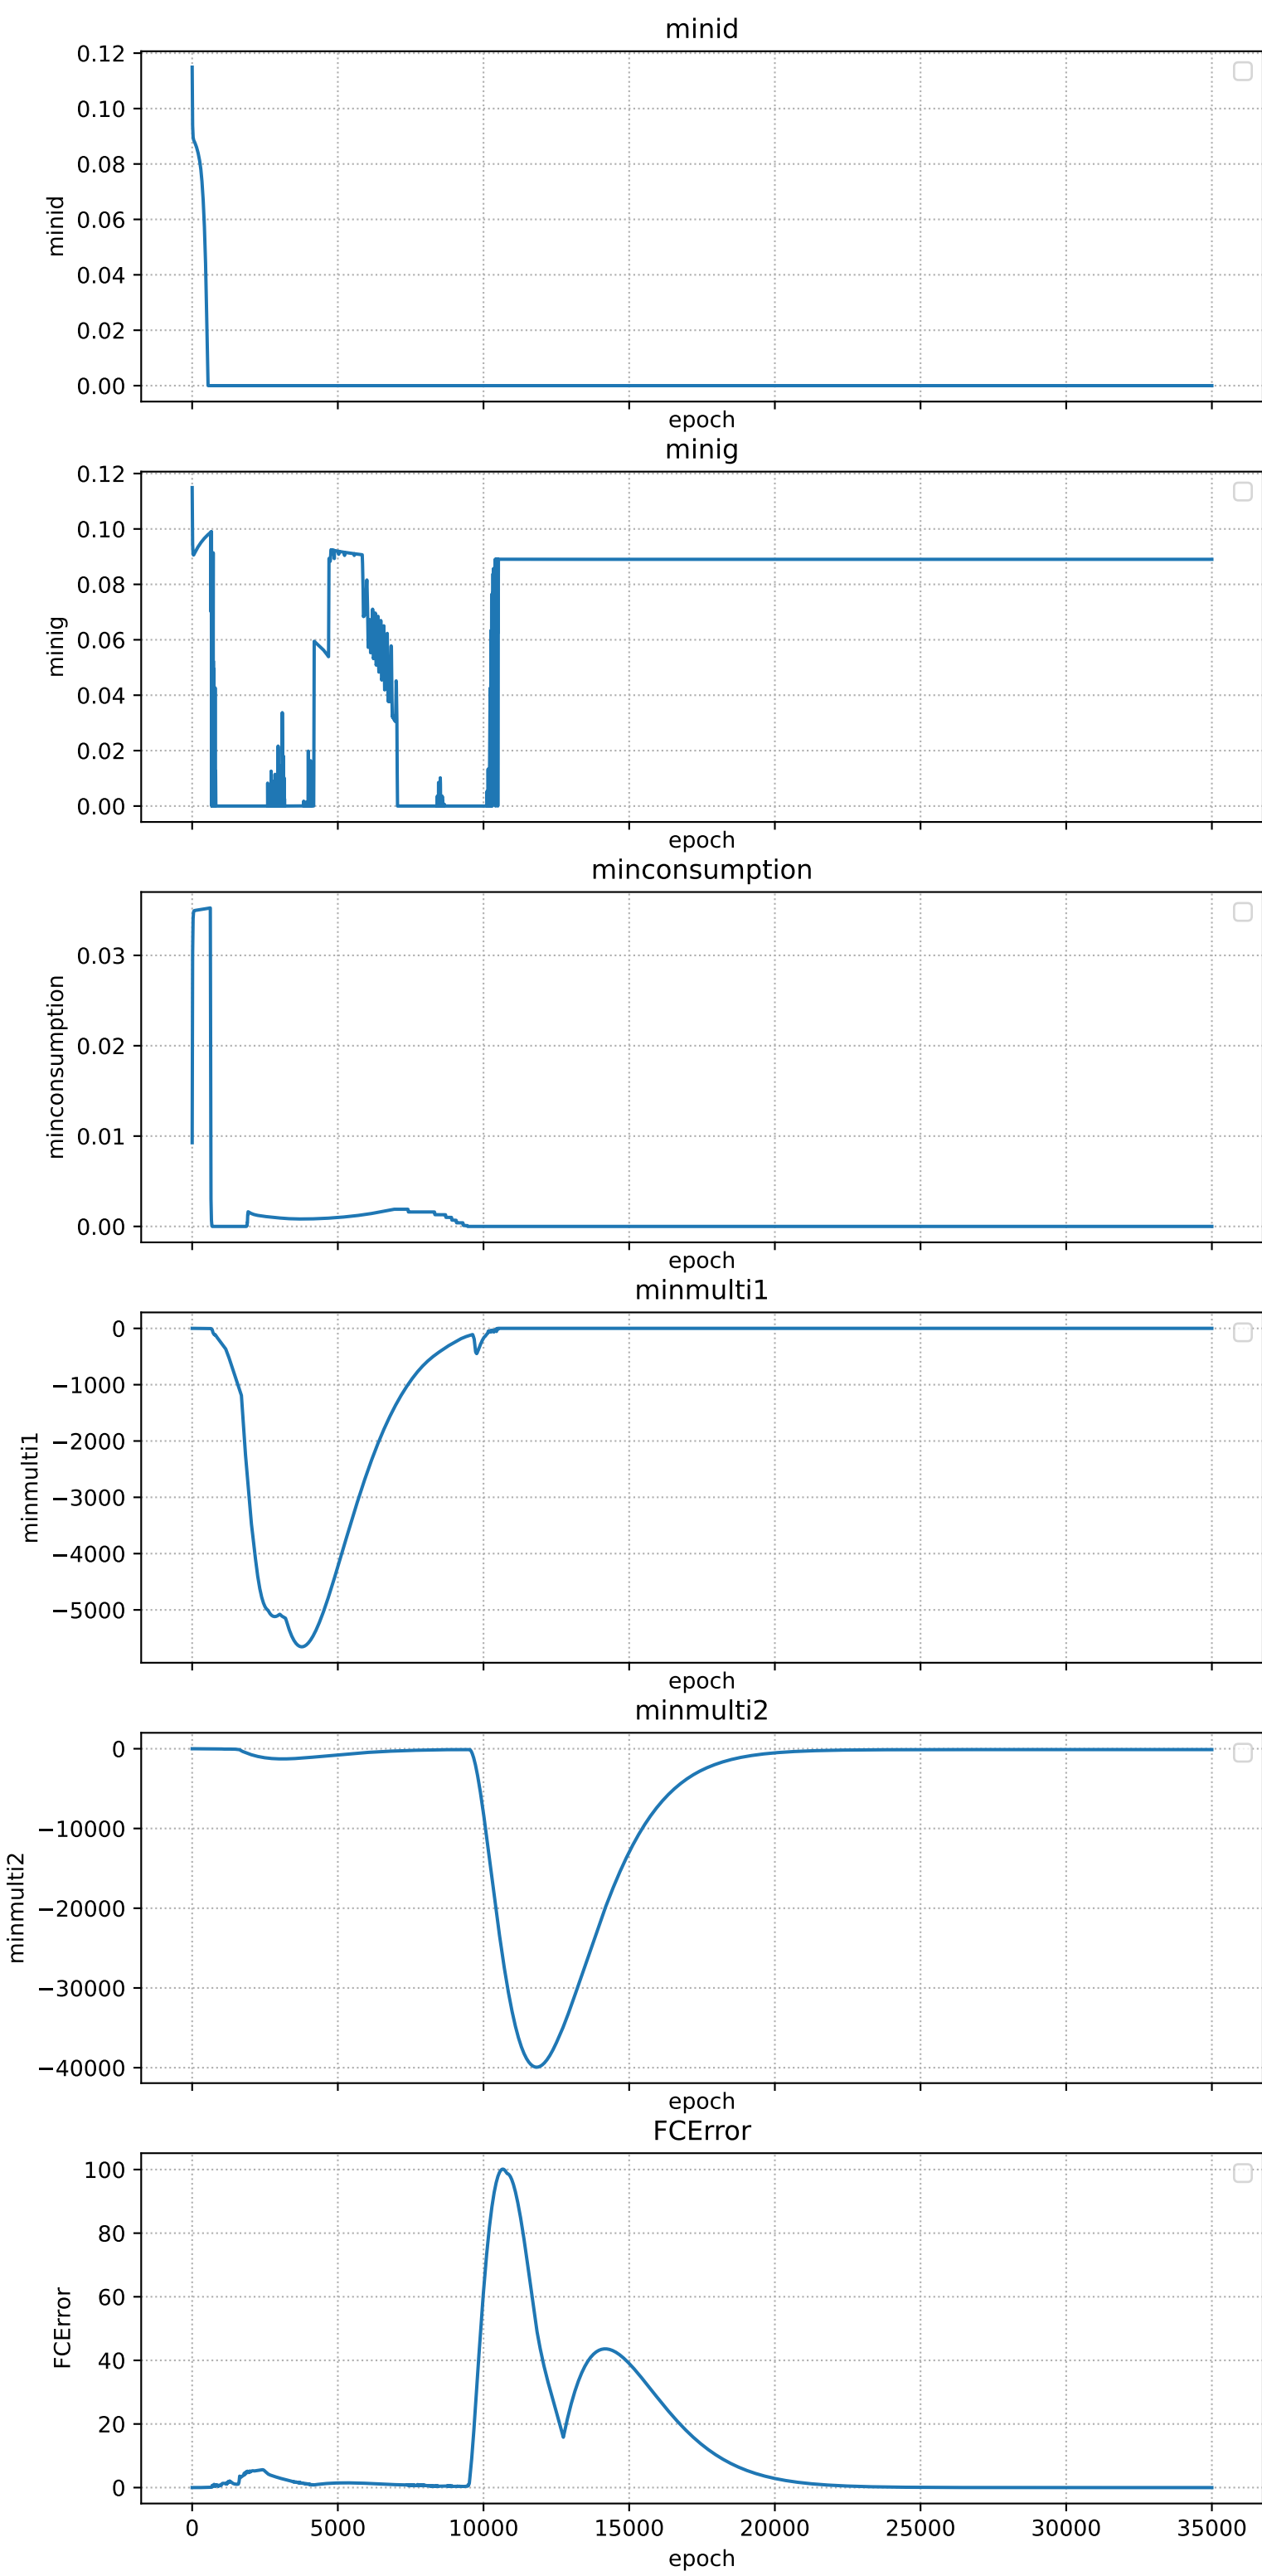 minid
0.12
0.10
0.08
0.06
0.04
0.02
0.00
minid
epoch
minig
0.12
0.10
0.08
0.06
0.04
0.02
0.00
minig
epoch
minconsumption
0.03
0.02
0.01
0.00
minconsumption
epoch
minmulti1
0
−1000
−2000
−3000
−4000
−5000
minmulti1
epoch
minmulti2
0
−10000
−20000
−30000
−40000
minmulti2
epoch
FCError
100
80
60
40
20
0
FCError
0 5000 10000 15000 20000 25000 30000 35000
epoch